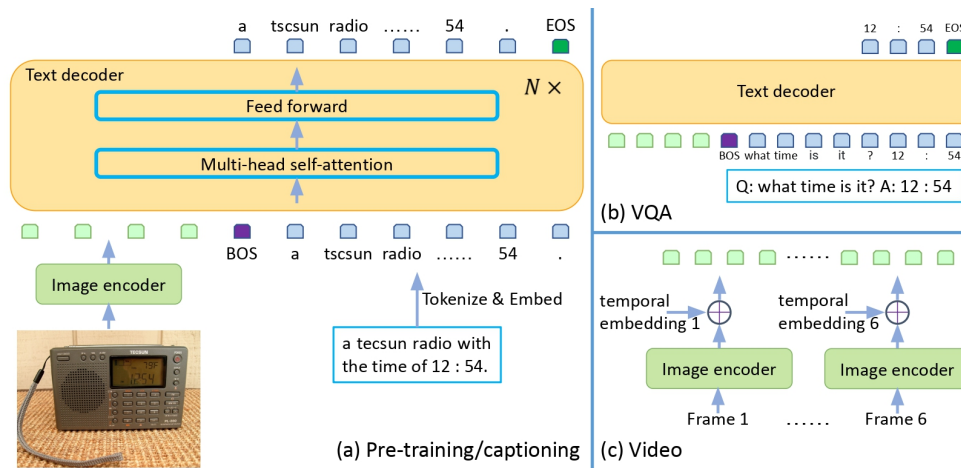 a tscsun radio ...... 54 . EOS
Text decoder
N ×
Feed forward
Multi-head self-attention
BOS a tscsun radio ...... 54 .
Image encoder
Tokenize & Embed
a tecsun radio with
the time of 12 : 54.
TECSUN
(a) Pre-training/captioning
12 : 54 EOS
Text decoder
BOS what time is it ? 12 : 54
Q: what time is it? A: 12 : 54
(b) VQA
......
temporal
embedding 1
temporal
embedding 6
Image encoder
Image encoder
Frame 1 ...... Frame 6
(c) Video